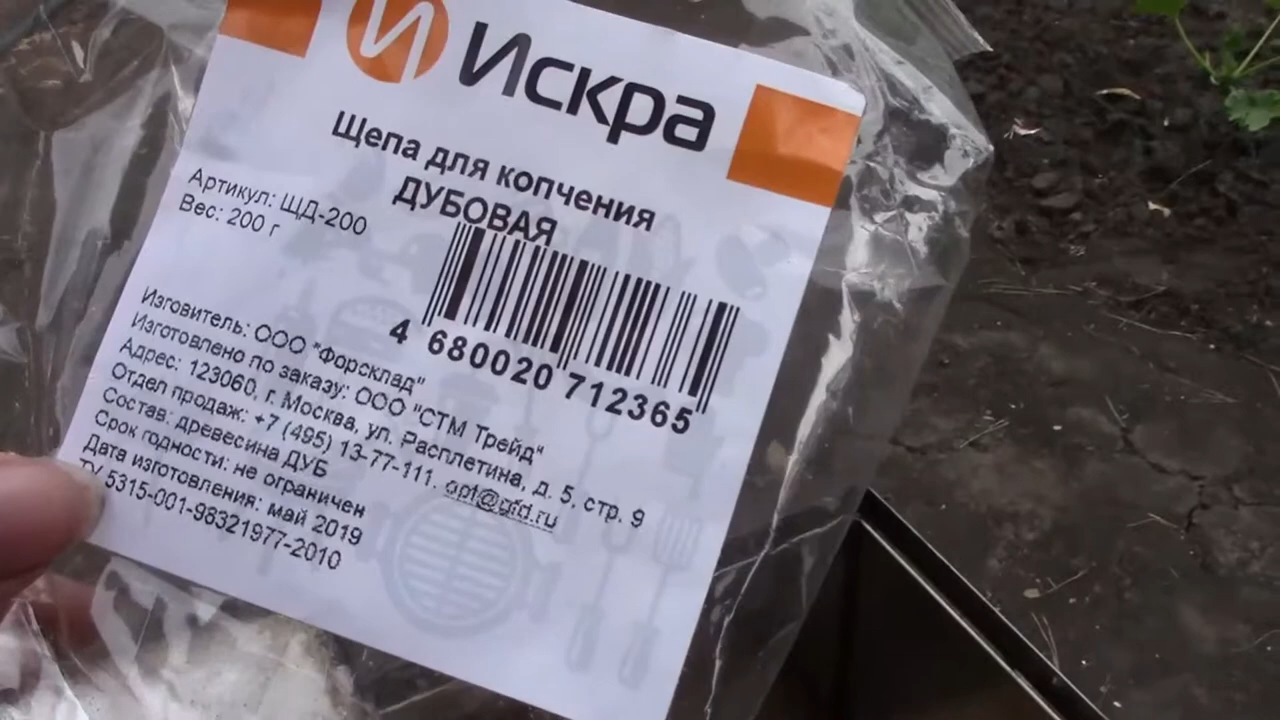 Искра
Щепа для копчения
ДУБОВАЯ
Артикул: ЩД-200
Вес: 200 г
4 680020 712365
Изговитель: ООО "Форсклад"
Изготовлено по заказу: ООО "СТМ Трейд"
Адрес: 123060, г. Москва, ул. Расплетина, д. 5, стр. 9
Отдел продаж: +7 (495) 13-77-111. opt@gfd.ru
Состав: древесина ДУБ
Срок годности: не ограничен
Дата изготовления: май 2019
ТУ 5315-001-98321977-2010